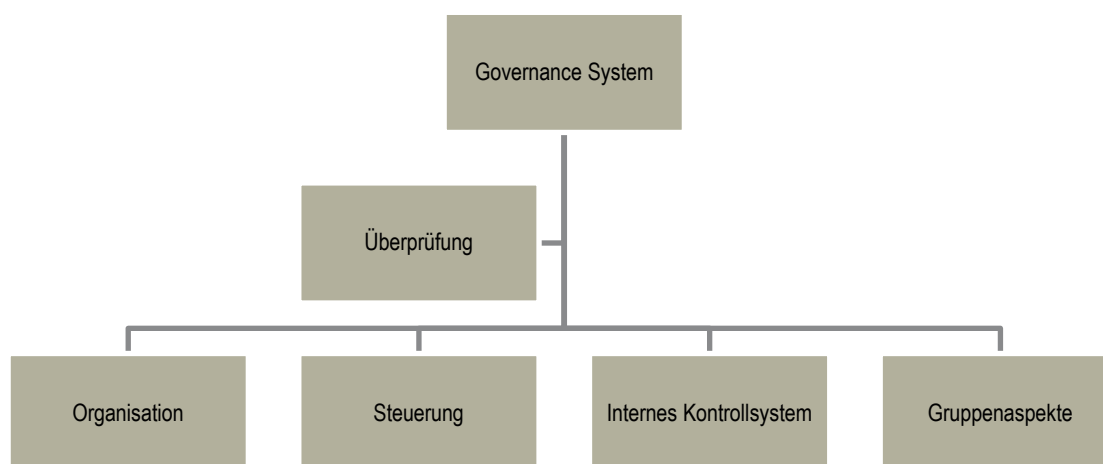 Governance System
Überprüfung
Organisation
Steuerung
Internes Kontrollsystem
Gruppenaspekte